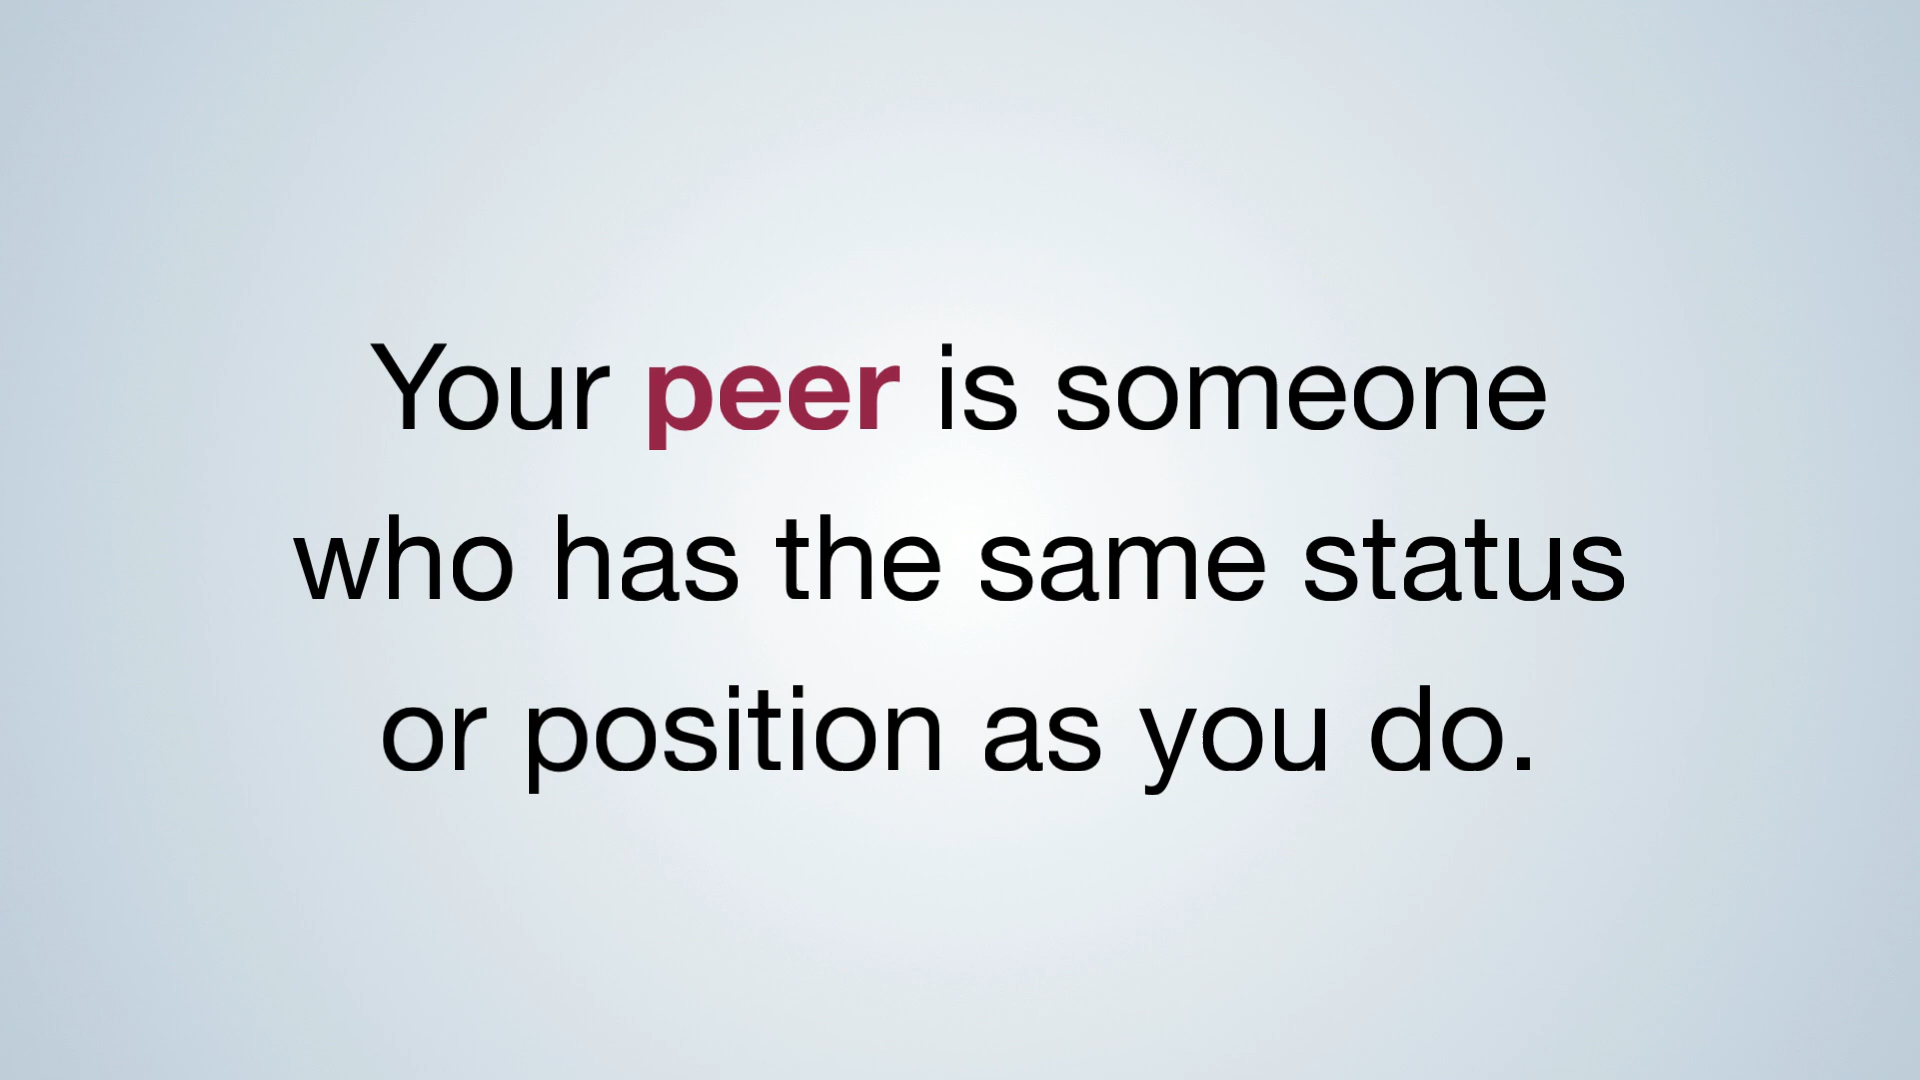 Your peer is someone
who has the same status
or position as you do.